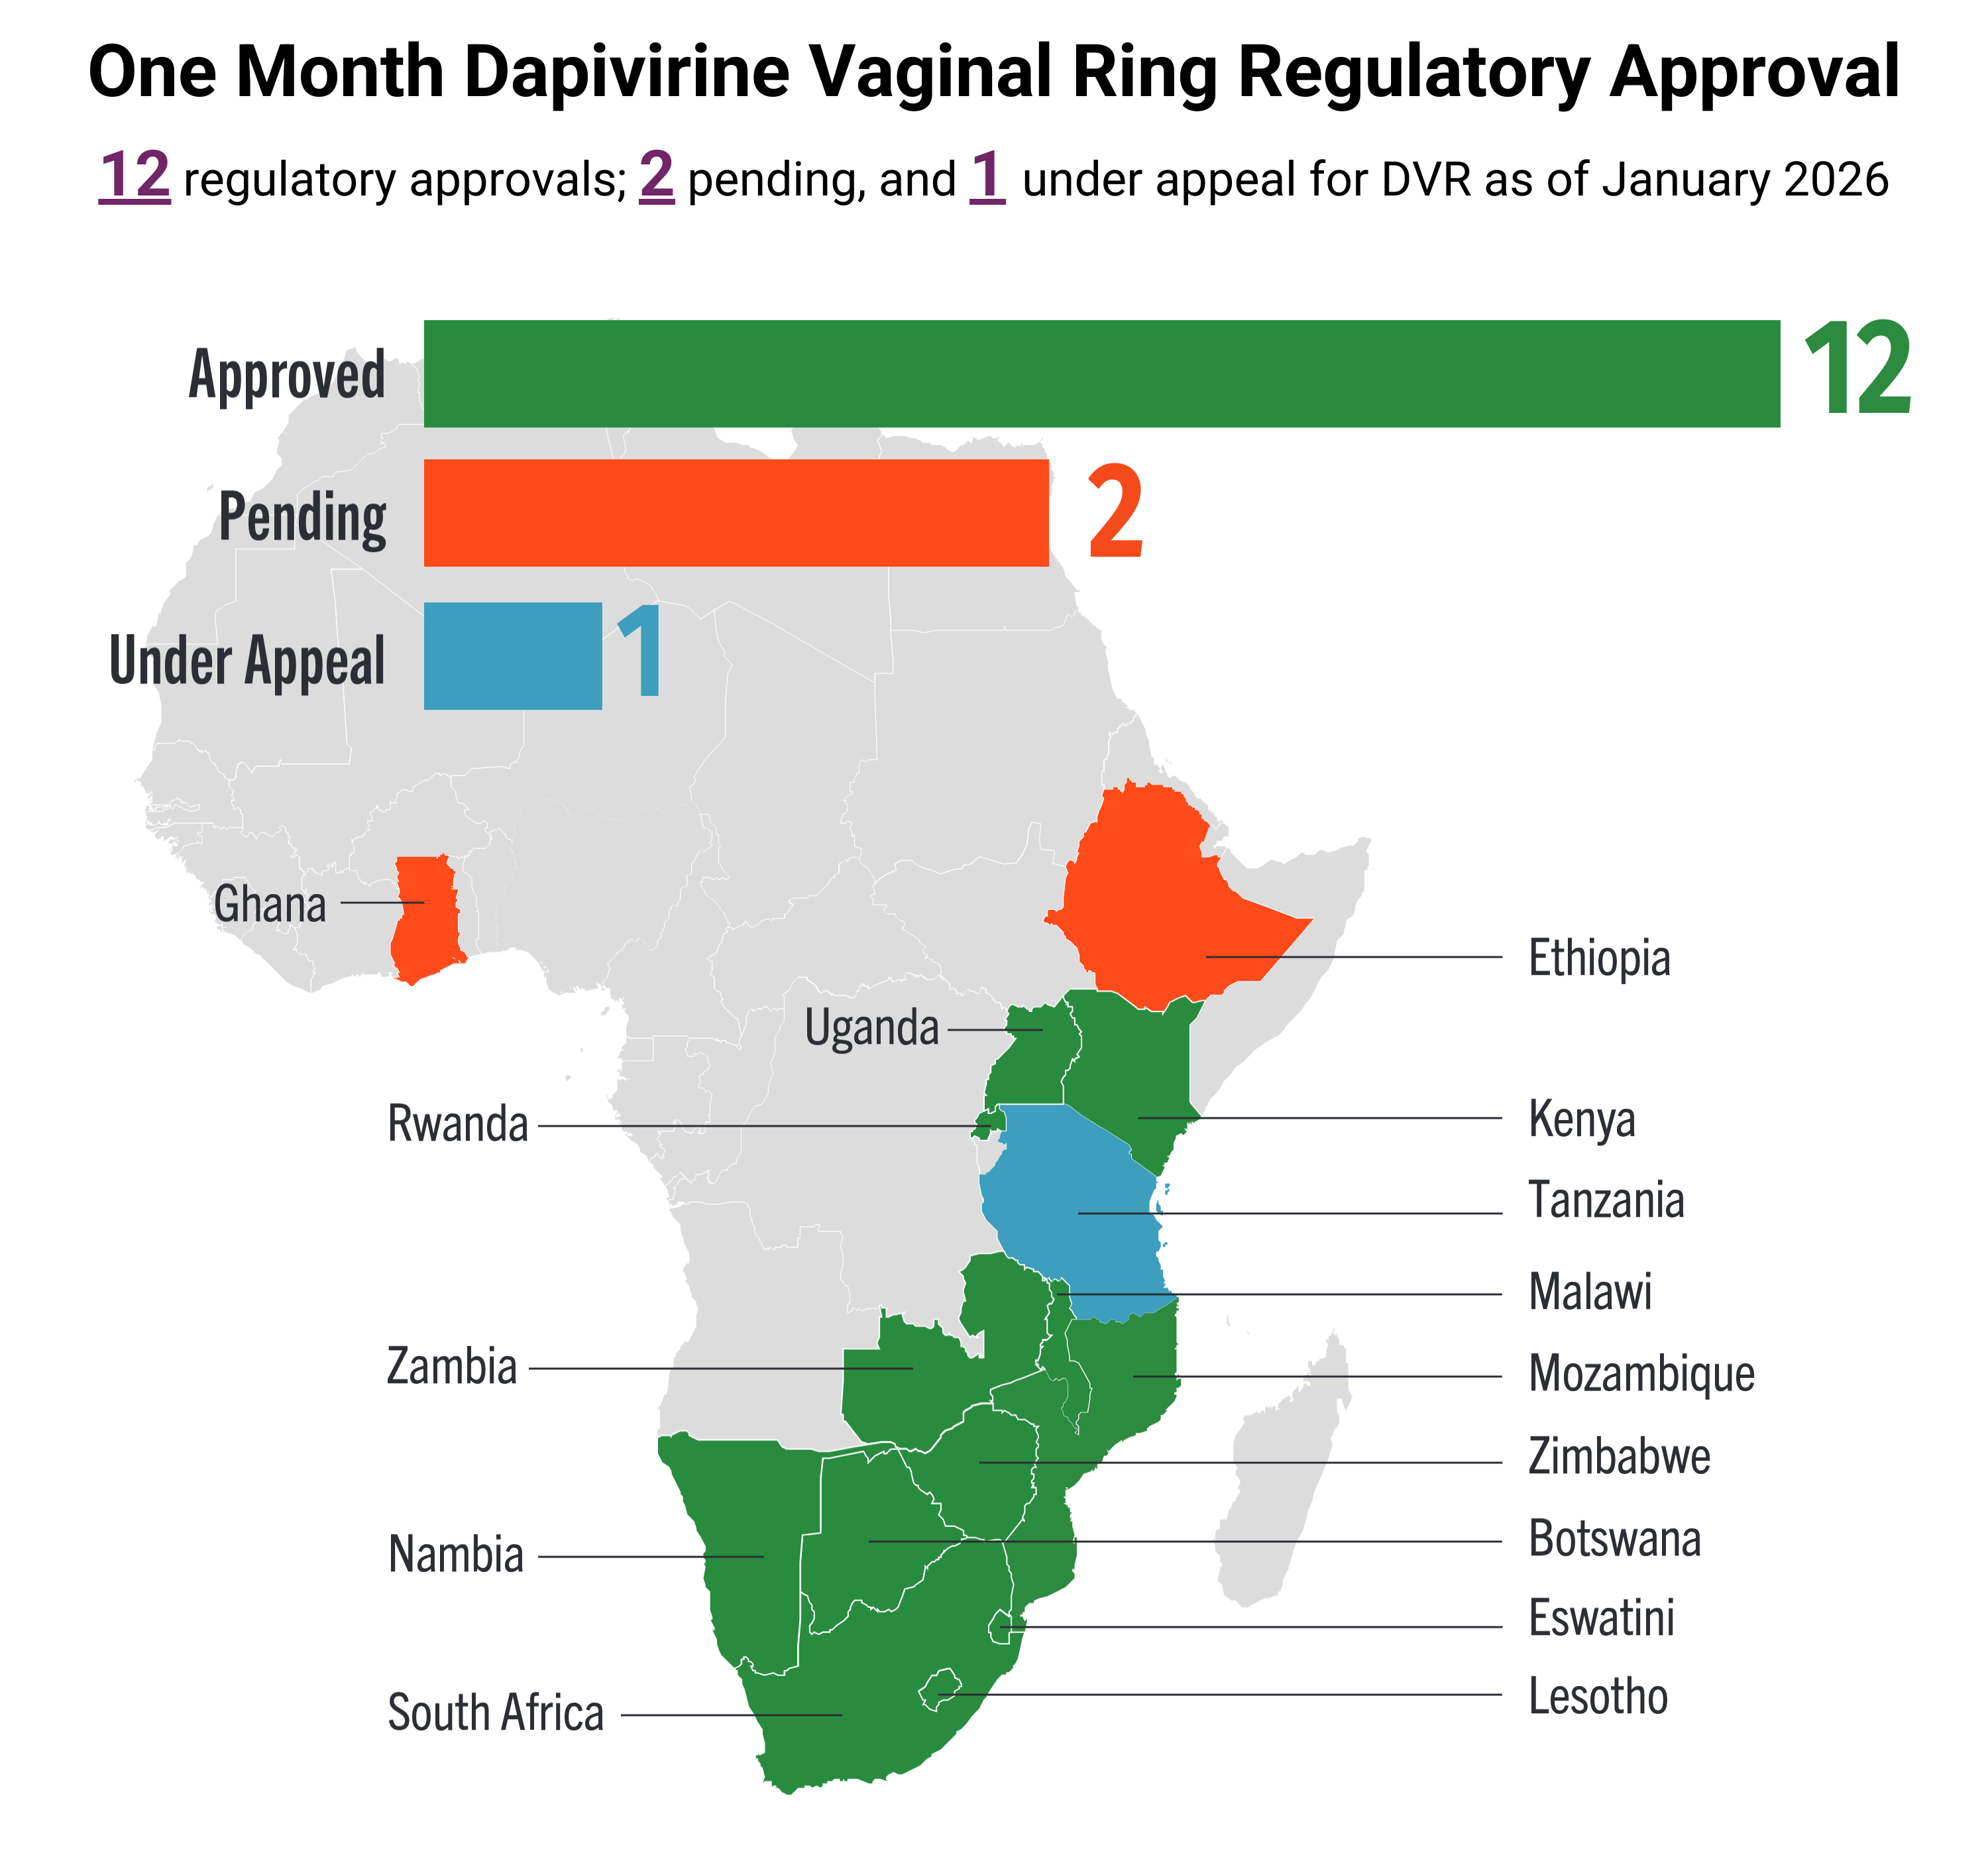 One Month Dapivirine Vaginal Ring Regulatory Approval
12 regulatory approvals; 2 pending, and 1 under appeal for DVR as of January 2026
Approved 12
Pending 2
Under Appeal 1
Ghana
Ethiopia
Uganda
Rwanda
Kenya
Tanzania
Malawi
Zambia
Mozambique
Zimbabwe
Nambia
Botswana
Eswatini
South Africa
Lesotho